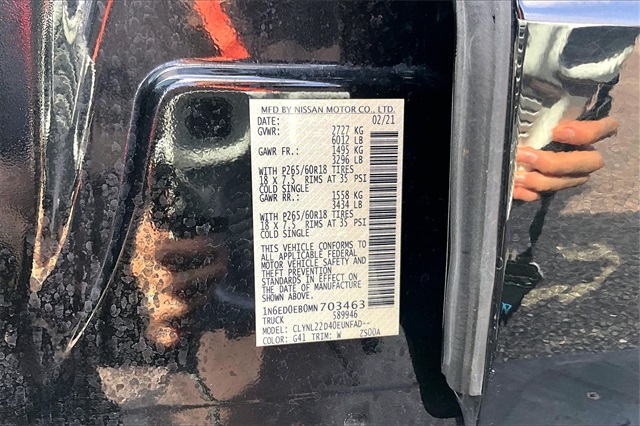 MFD BY NISSAN MOTOR CO., LTD.
DATE: 02/21
GVWR: 2727 KG
6012 LB
GAWR FR.: 1495 KG
3296 LB
WITH P265/60R18 TIRES
18 X 7.5 RIMS AT 35 PSI
COLD SINGLE
GAWR RR.: 1558 KG
3434 LB
WITH P265/60R18 TIRES
18 X 7.5 RIMS AT 35 PSI
COLD SINGLE
THIS VEHICLE CONFORMS TO
ALL APPLICABLE FEDERAL
MOTOR VEHICLE SAFETY AND
THEFT PREVENTION
STANDARDS IN EFFECT ON
THE DATE OF MANUFACTURE
SHOWN ABOVE.
1N6ED0EB0MN703463
TRUCK 589946
MODEL: CLYNL22D40EUNFAD--
COLOR: G41 TRIM: W ZS00A